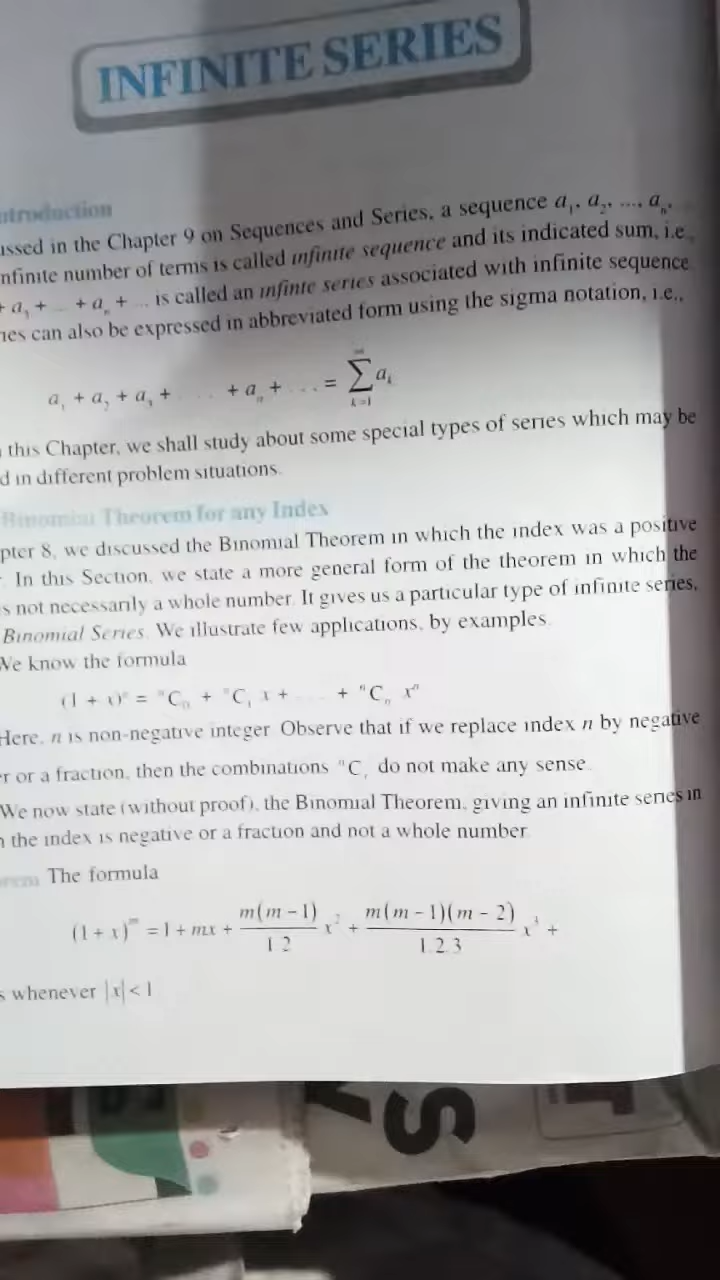 INFINITE SERIES
ntroduction
ussed in the Chapter 9 on Sequences and Series, a sequence a₁, a₂, ..., aₙ,
nfinite number of terms is called infinite sequence and its indicated sum, i.e.,
+ a₃ + ... + aₙ + ... is called an infinte series associated with infinite sequence
ies can also be expressed in abbreviated form using the sigma notation, i.e.,
a₁ + a₂ + a₃ + . . . + aₙ + . . . = ∞∑k=1 aₖ
this Chapter, we shall study about some special types of series which may be
d in different problem situations.
Binomial Theorem for any Index
pter 8, we discussed the Binomial Theorem in which the index was a positive
r. In this Section, we state a more general form of the theorem in which the
s not necessarily a whole number. It gives us a particular type of infinite series,
Binomial Series. We illustrate few applications, by examples.
We know the formula
(1 + x)ⁿ = ⁿC₀ + ⁿC₁ x + . . . + ⁿCₙ xⁿ
Here, n is non-negative integer. Observe that if we replace index n by negative
er or a fraction, then the combinations ⁿCᵣ do not make any sense.
We now state (without proof), the Binomial Theorem, giving an infinite series in
h the index is negative or a fraction and not a whole number.
orem The formula
(1 + x)ᵐ = 1 + mx + m(m – 1)/1.2 x² + m(m – 1)(m – 2)/1.2.3 x³ +
s whenever |x| < 1
S